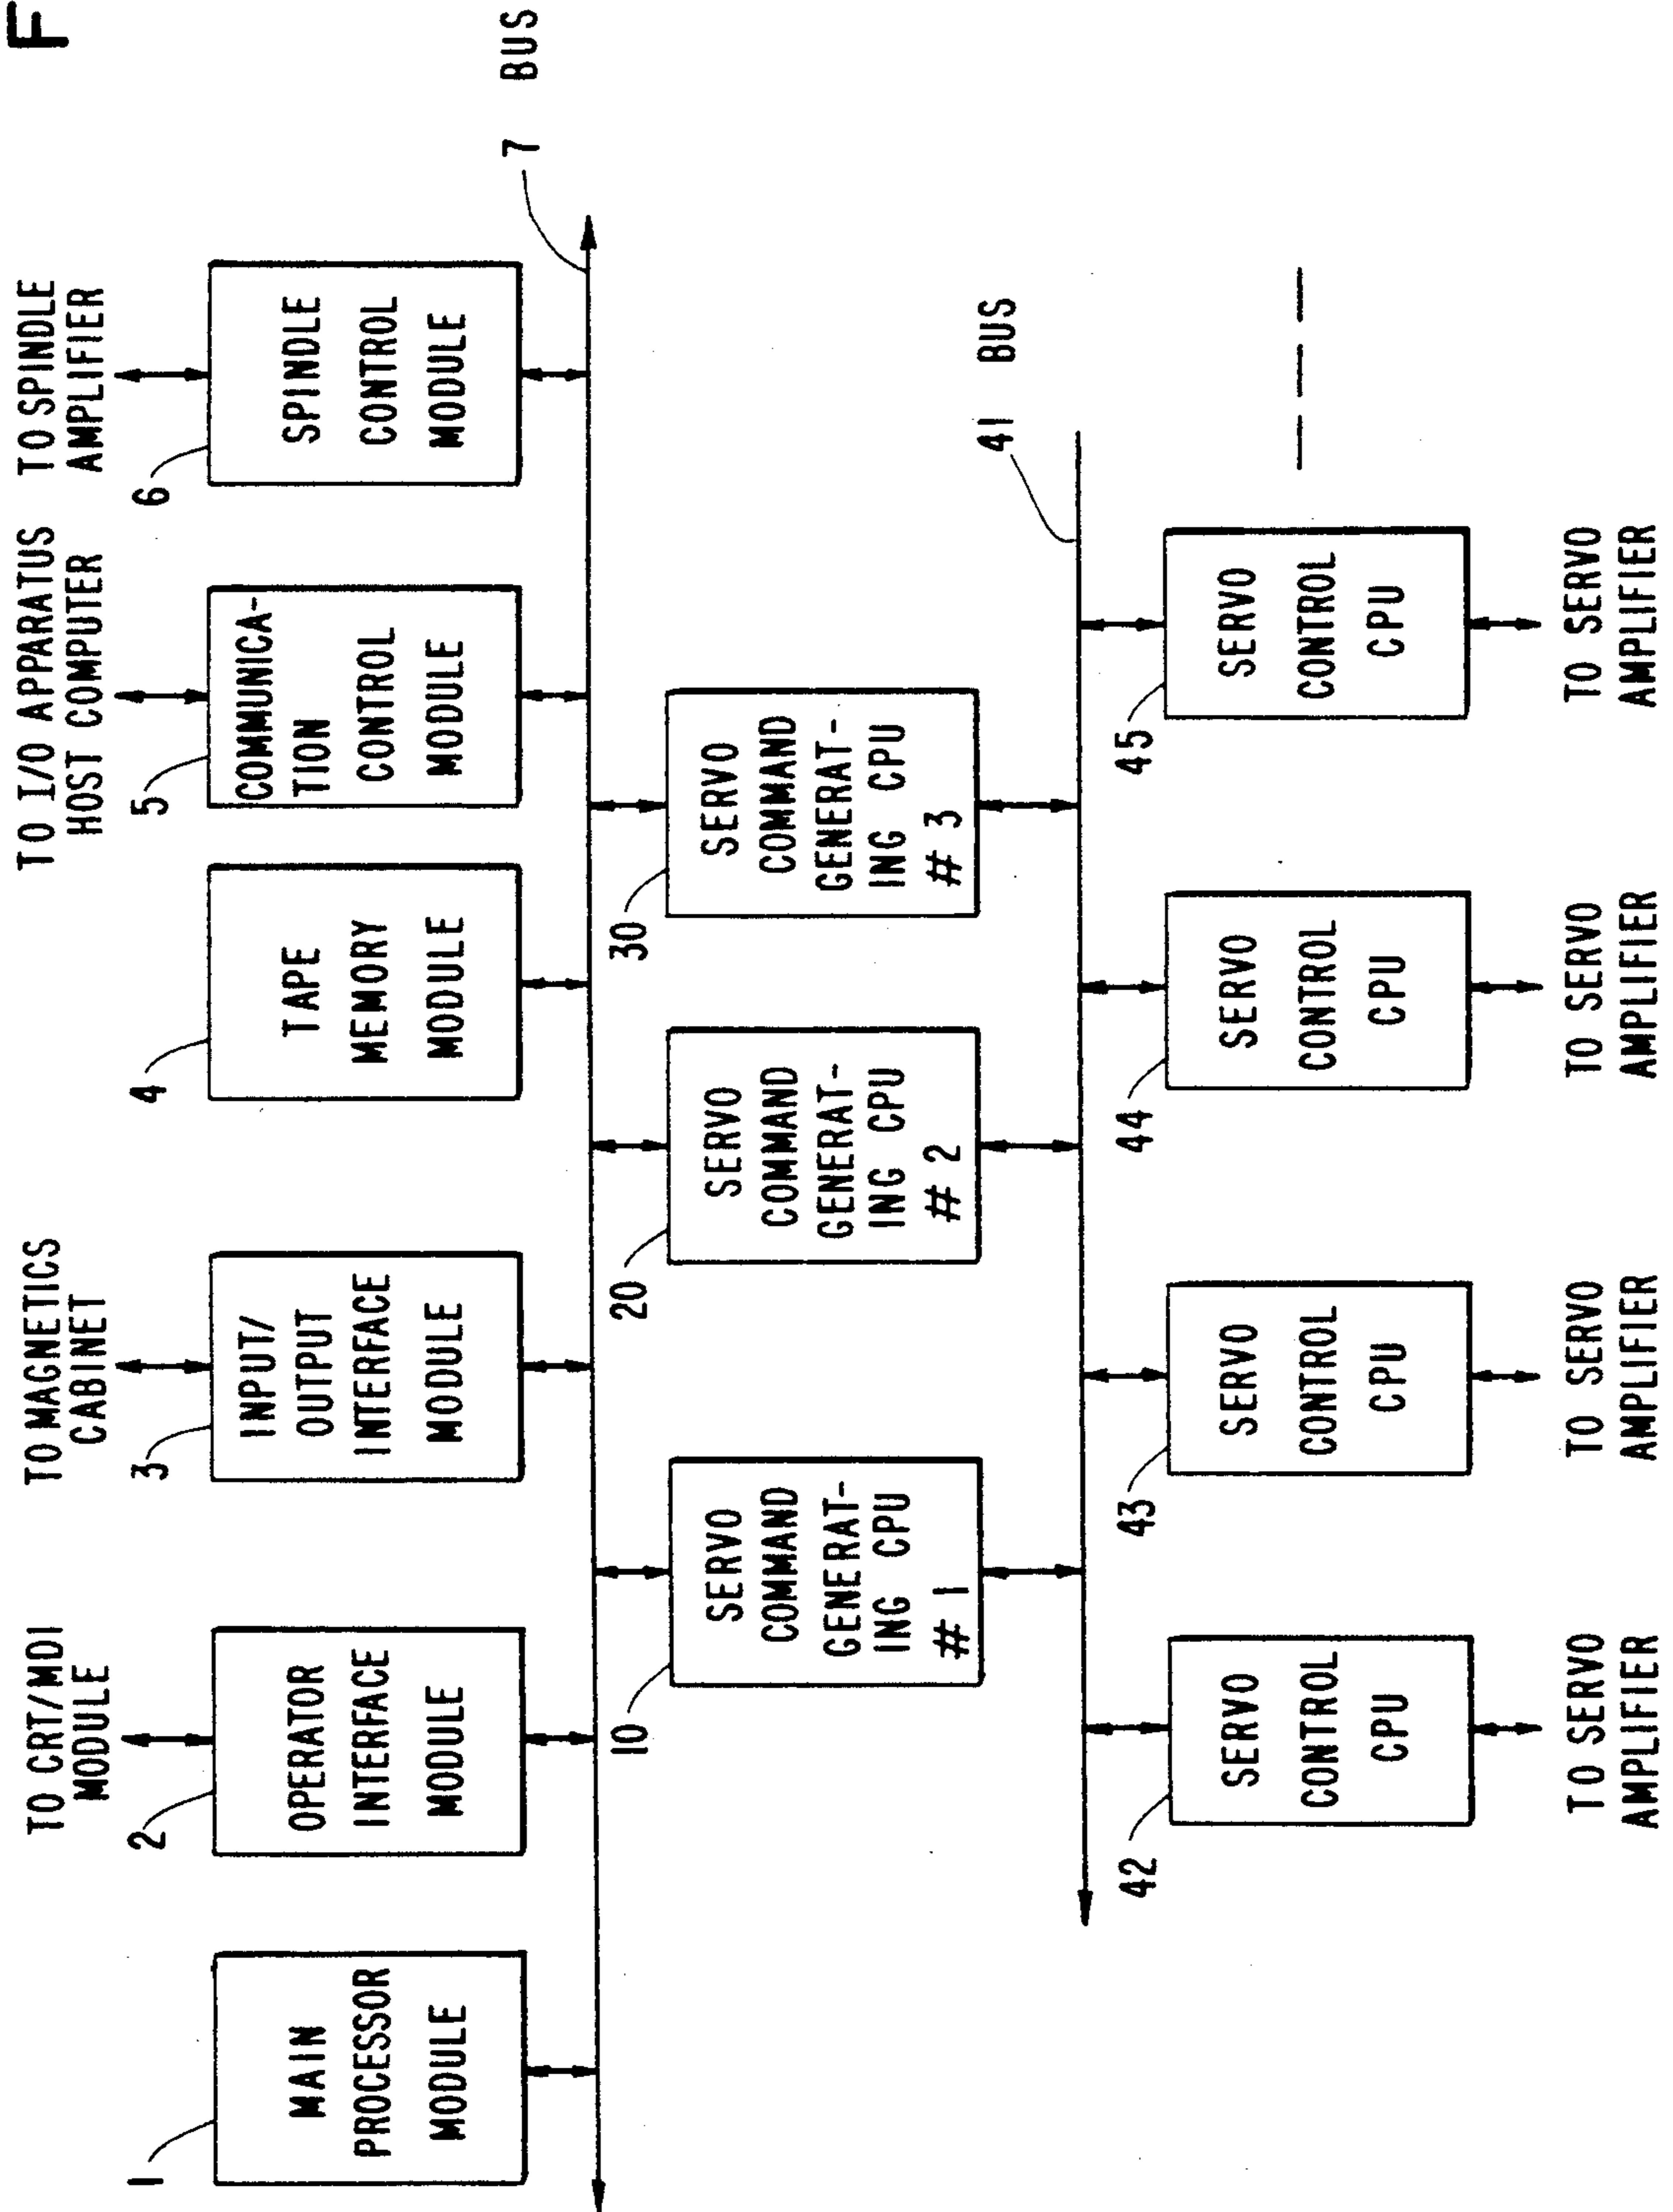 F
TO CRT/MDI
MODULE
TO MAGNETICS
CABINET
TO I/O APPARATUS
HOST COMPUTER
TO SPINDLE
AMPLIFIER
1
2
3
4
5
6
MAIN
PROCESSOR
MODULE
OPERATOR
INTERFACE
MODULE
INPUT/
OUTPUT
INTERFACE
MODULE
TAPE
MEMORY
MODULE
COMMUNICA-
TION
CONTROL
MODULE
SPINDLE
CONTROL
MODULE
7 BUS
10
SERVO
COMMAND
GENERAT-
ING CPU
# 1
20
SERVO
COMMAND
GENERAT-
ING CPU
# 2
30
SERVO
COMMAND
GENERAT-
ING CPU
# 3
41 BUS
42
SERVO
CONTROL
CPU
43
SERVO
CONTROL
CPU
44
SERVO
CONTROL
CPU
45
SERVO
CONTROL
CPU
TO SERVO
AMPLIFIER
TO SERVO
AMPLIFIER
TO SERVO
AMPLIFIER
TO SERVO
AMPLIFIER